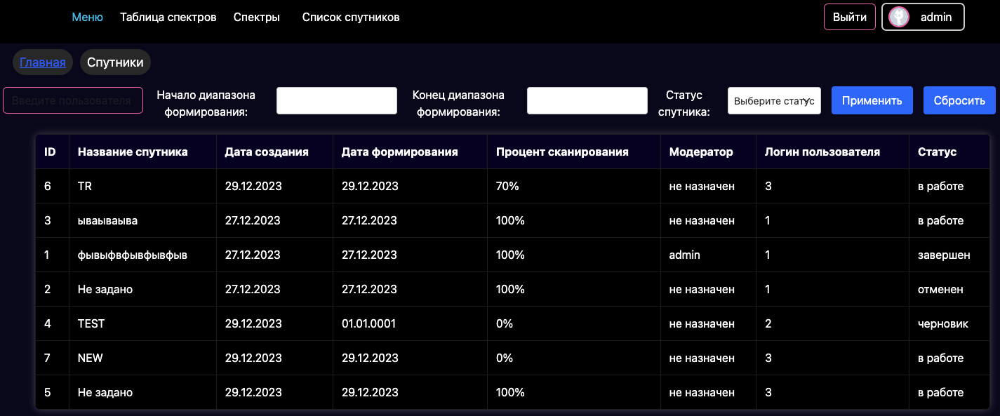 Меню Таблица спектров Спектры Список спутников Выйти admin
Главная Спутники
Введите пользователя Начало диапазона формирования: Конец диапазона формирования: Статус спутника: Выберите статус Применить Сбросить
ID Название спутника Дата создания Дата формирования Процент сканирования Модератор Логин пользователя Статус
6 TR 29.12.2023 29.12.2023 70% не назначен 3 в работе
3 ываываыва 27.12.2023 27.12.2023 100% не назначен 1 в работе
1 фывыфвфывфывфыв 27.12.2023 27.12.2023 100% admin 1 завершен
2 Не задано 27.12.2023 27.12.2023 100% не назначен 1 отменен
4 TEST 29.12.2023 01.01.0001 0% не назначен 2 черновик
7 NEW 29.12.2023 29.12.2023 0% не назначен 3 в работе
5 Не задано 29.12.2023 29.12.2023 100% не назначен 3 в работе